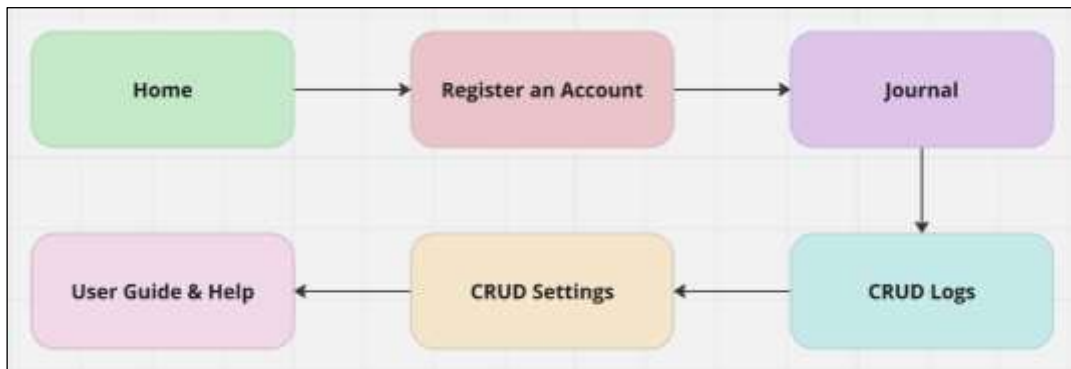 Home
Register an Account
Journal
User Guide & Help
CRUD Settings
CRUD Logs